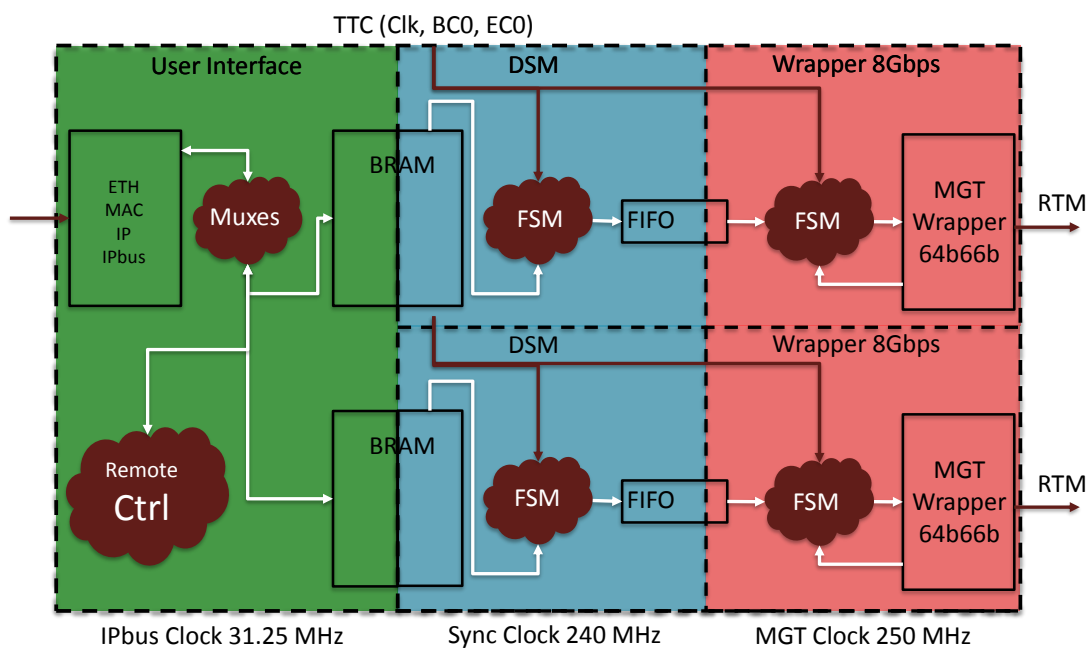 TTC (Clk, BC0, EC0)
User Interface
DSM
Wrapper 8Gbps
ETH
MAC
IP
IPbus
Muxes
BRAM
FSM
FIFO
FSM
MGT
Wrapper
64b66b
RTM
DSM
Wrapper 8Gbps
Remote
Ctrl
BRAM
FSM
FIFO
FSM
MGT
Wrapper
64b66b
RTM
IPbus Clock 31.25 MHz
Sync Clock 240 MHz
MGT Clock 250 MHz